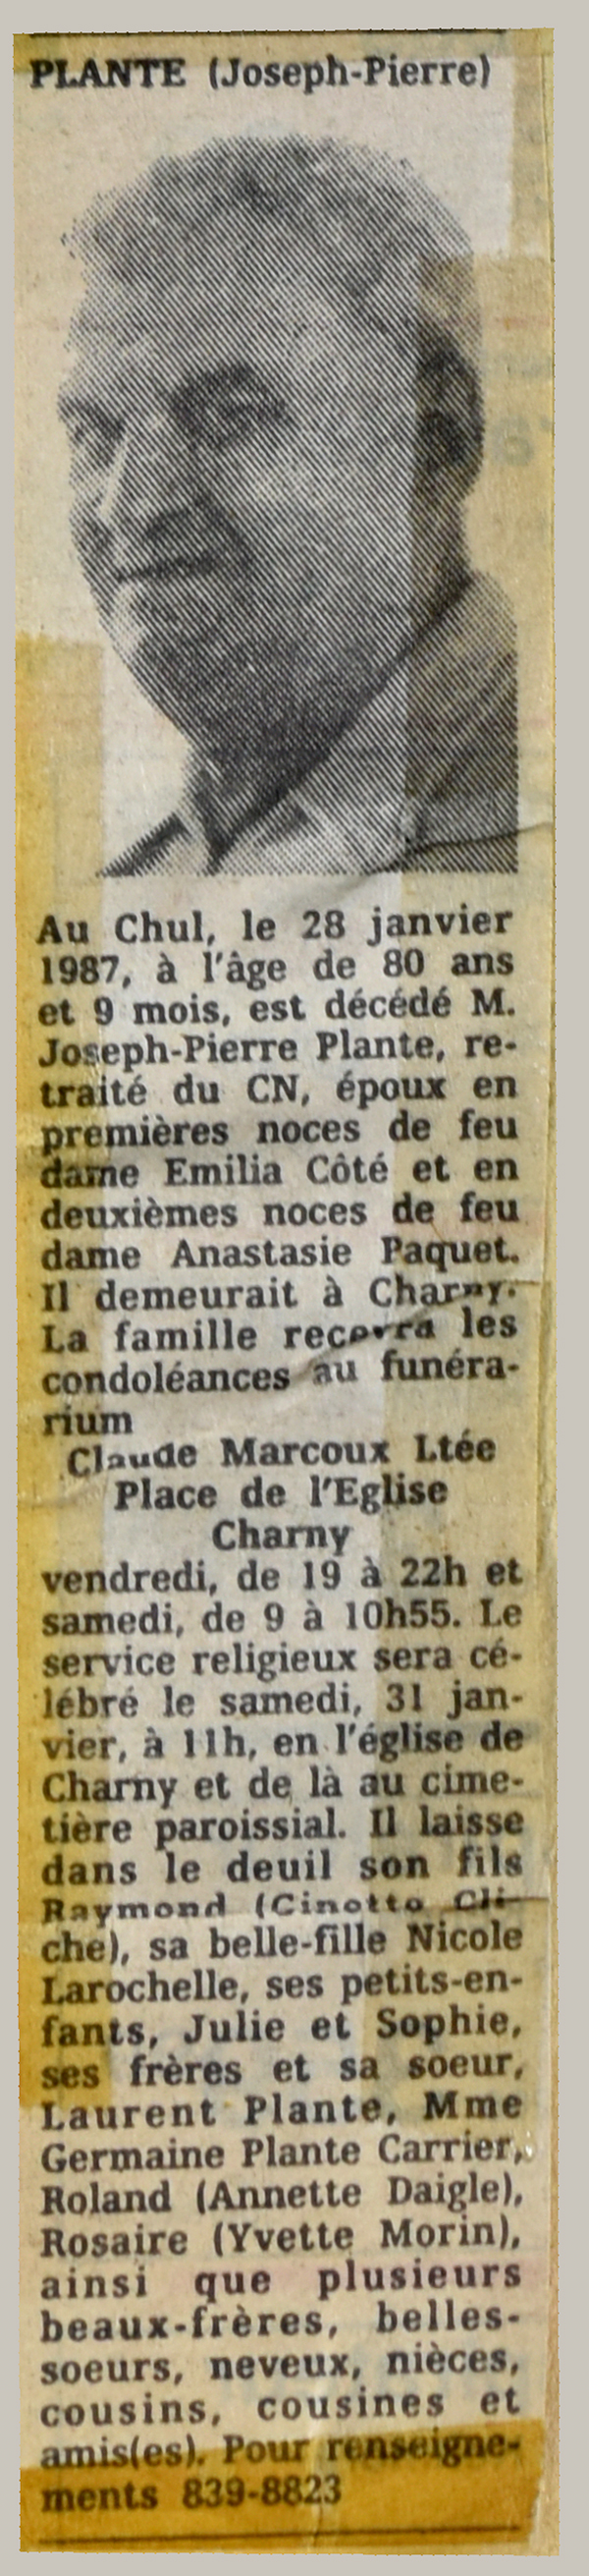 PLANTE (Joseph-Pierre)
Au Chul, le 28 janvier
1987, à l'âge de 80 ans
et 9 mois, est décédé M.
Joseph-Pierre Plante, re-
traité du CN, époux en
premières noces de feu
dame Emilia Côté et en
deuxièmes noces de feu
dame Anastasie Paquet.
Il demeurait à Charny.
La famille recevra les
condoléances au funéra-
rium
Claude Marcoux Ltée
Place de l'Eglise
Charny
vendredi, de 19 à 22h et
samedi, de 9 à 10h55. Le
service religieux sera cé-
lébré le samedi, 31 jan-
vier, à 11h, en l'église de
Charny et de là au cime-
tière paroissial. Il laisse
dans le deuil son fils
Raymond (Ginette Cli-
che), sa belle-fille Nicole
Larochelle, ses petits-en-
fants, Julie et Sophie,
ses frères et sa soeur,
Laurent Plante, Mme
Germaine Plante Carrier,
Roland (Annette Daigle),
Rosaire (Yvette Morin),
ainsi que plusieurs
beaux-frères, belles-
soeurs, neveux, nièces,
cousins, cousines et
amis(es). Pour renseigne-
ments 839-8823